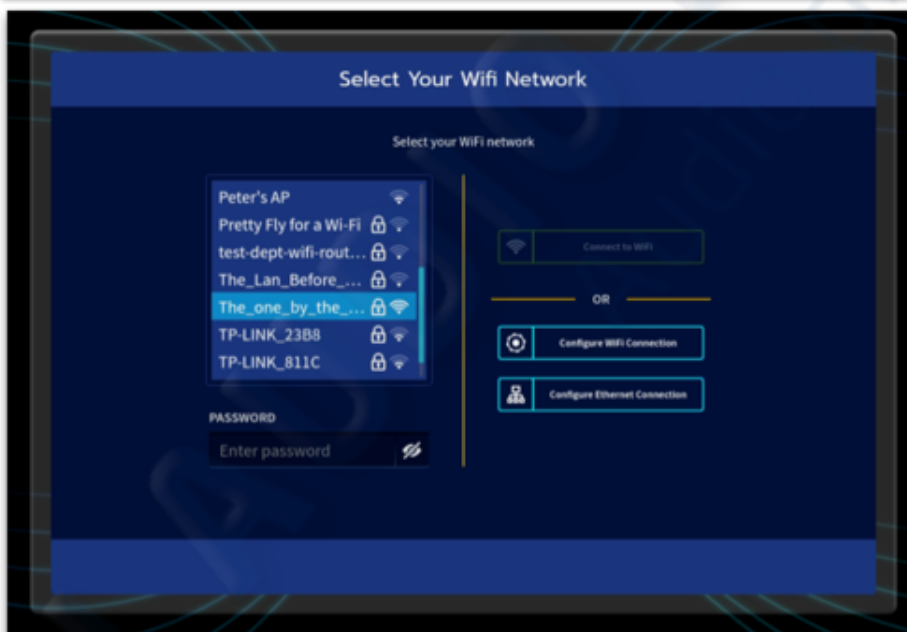 Select Your Wifi Network
Select your WiFi network
Peter's AP
Pretty Fly for a Wi-Fi
test-dept-wifi-rout...
The_Lan_Before_...
The_one_by_the_...
TP-LINK_23B8
TP-LINK_811C
PASSWORD
Enter password
Connect to WiFi
OR
Configure WiFi Connection
Configure Ethernet Connection